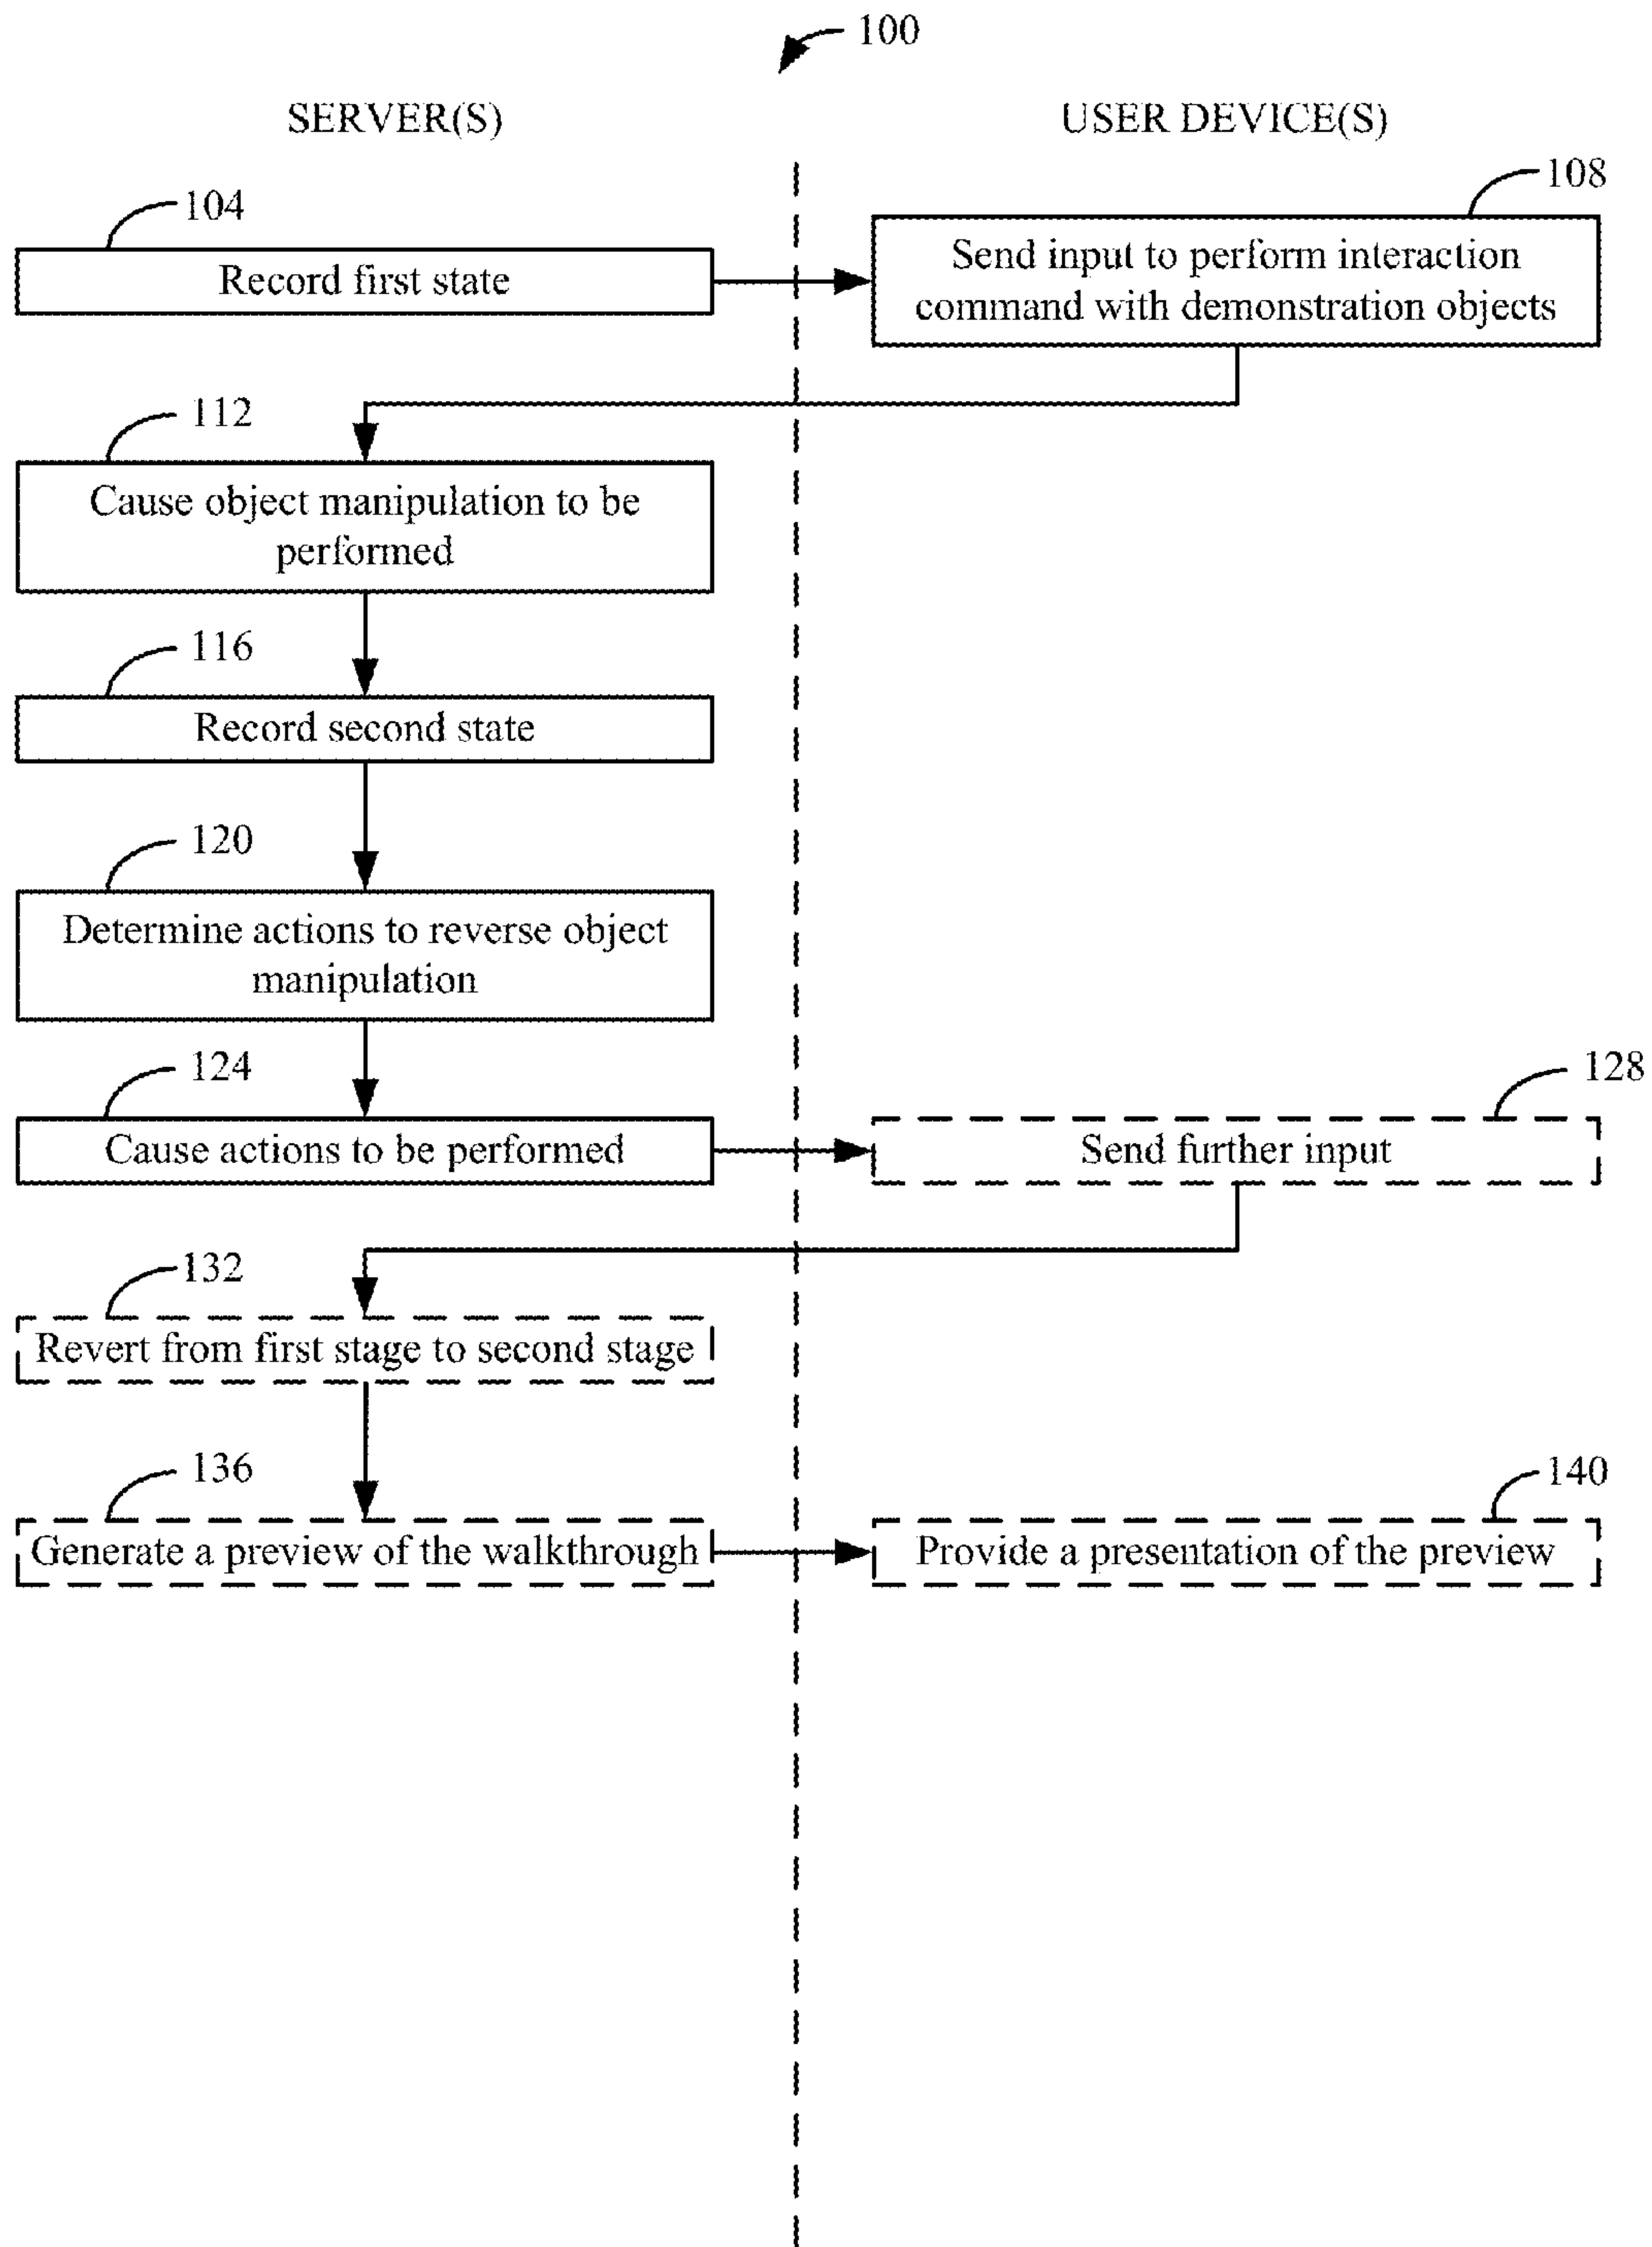 100
SERVER(S)
USER DEVICE(S)
104
Record first state
108
Send input to perform interaction
command with demonstration objects
112
Cause object manipulation to be
performed
116
Record second state
120
Determine actions to reverse object
manipulation
124
Cause actions to be performed
128
Send further input
132
Revert from first stage to second stage
136
Generate a preview of the walkthrough
140
Provide a presentation of the preview